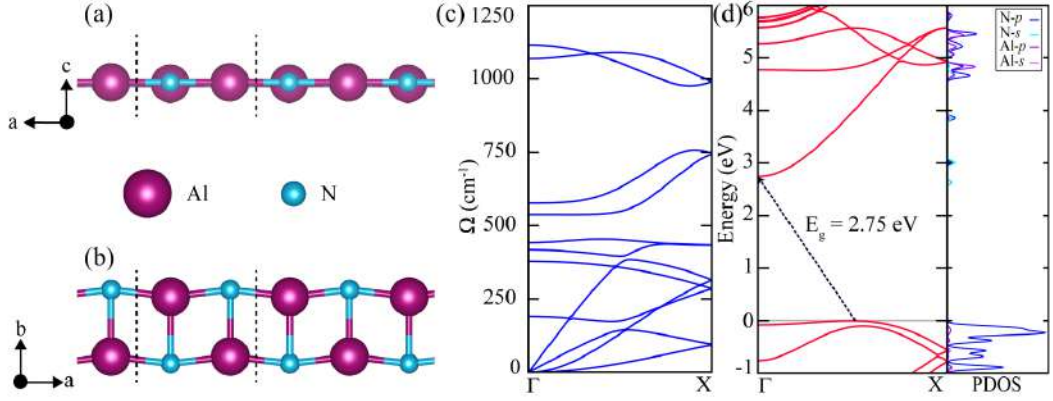 (a)
c
a
Al
N
(b)
b
a
(c)
1250
1000
750
500
250
0
Ω (cm⁻¹)
Γ
X
(d)
6
5
4
3
2
1
0
-1
Energy (eV)
E_g = 2.75 eV
Γ
X
PDOS
N-p
N-s
Al-p
Al-s